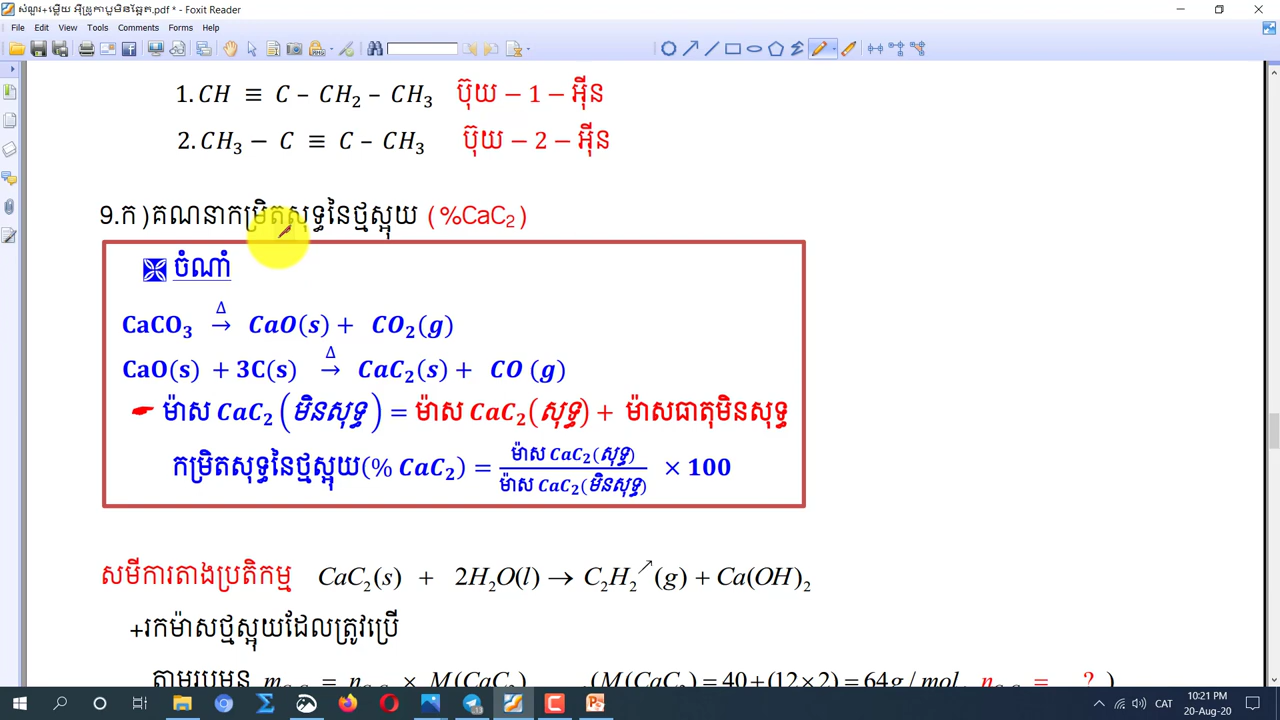 សំណួរ+ចម្លើយ អ៊ីដ្រូកាបួមិនឆ្អែត.pdf * - Foxit Reader
File Edit View Tools Comments Forms Help
1. CH ≡ C – CH₂ – CH₃ ប៊ុយ – 1 – អ៊ីន
2. CH₃ – C ≡ C – CH₃ ប៊ុយ – 2 – អ៊ីន
9.ក )គណនាកម្រិតសុទ្ធនៃថ្មស្អុយ (%CaC₂)
ចំណាំ
CaCO₃ →Δ CaO(s) + CO₂(g)
CaO(s) + 3C(s) →Δ CaC₂(s) + CO (g)
ម៉ាស CaC₂(មិនសុទ្ធ) = ម៉ាស CaC₂(សុទ្ធ) + ម៉ាសធាតុមិនសុទ្ធ
កម្រិតសុទ្ធនៃថ្មស្អុយ(% CaC₂) = ម៉ាស CaC₂(សុទ្ធ) / ម៉ាស CaC₂(មិនសុទ្ធ) × 100
សមីការតាងប្រតិកម្ម CaC₂(s) + 2H₂O(l) → C₂H₂↗(g) + Ca(OH)₂
+រកម៉ាសថ្មស្អុយដែលត្រូវប្រើ
10:21 PM
CAT
20-Aug-20